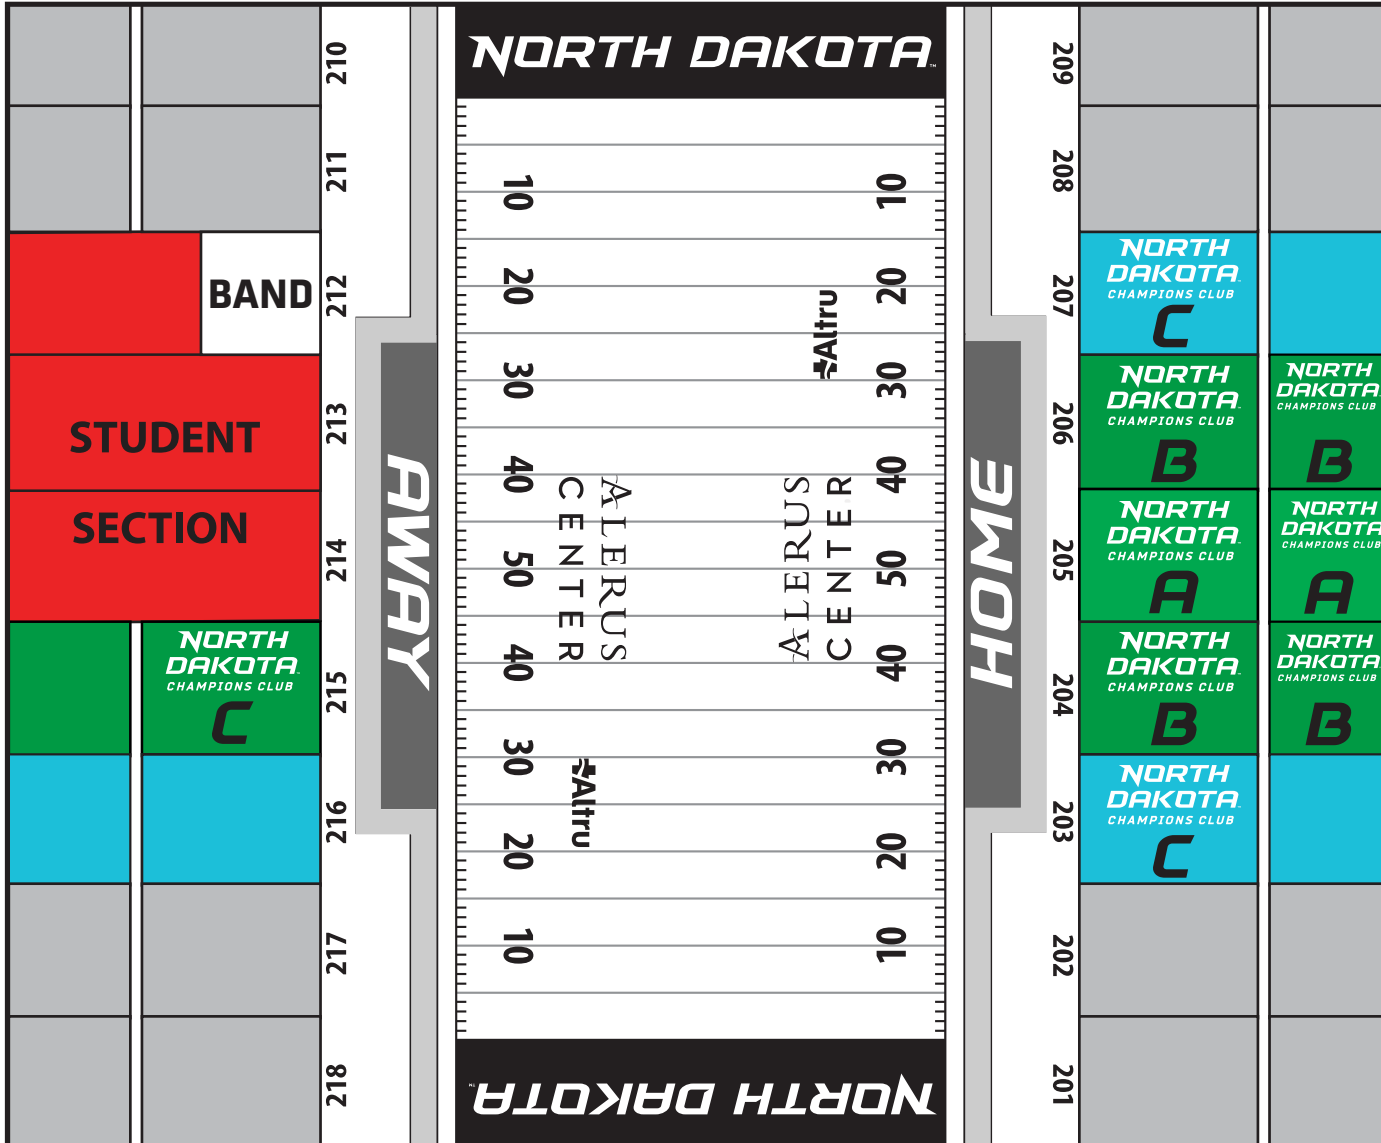 NORTH DAKOTA™
210
211
212
213
214
215
216
217
218
BAND
STUDENT
SECTION
NORTH
DAKOTA
CHAMPIONS CLUB
C
AWAY
10
20
30
40
50
40
30
20
10
ALERUS
CENTER
Altru
Altru
ALERUS
CENTER
10
20
30
40
50
40
30
20
10
HOME
209
208
207
206
205
204
203
202
201
NORTH
DAKOTA
CHAMPIONS CLUB
C
NORTH
DAKOTA
CHAMPIONS CLUB
B
NORTH
DAKOTA
CHAMPIONS CLUB
B
NORTH
DAKOTA
CHAMPIONS CLUB
A
NORTH
DAKOTA
CHAMPIONS CLUB
A
NORTH
DAKOTA
CHAMPIONS CLUB
B
NORTH
DAKOTA
CHAMPIONS CLUB
B
NORTH
DAKOTA
CHAMPIONS CLUB
C
NORTH DAKOTA™